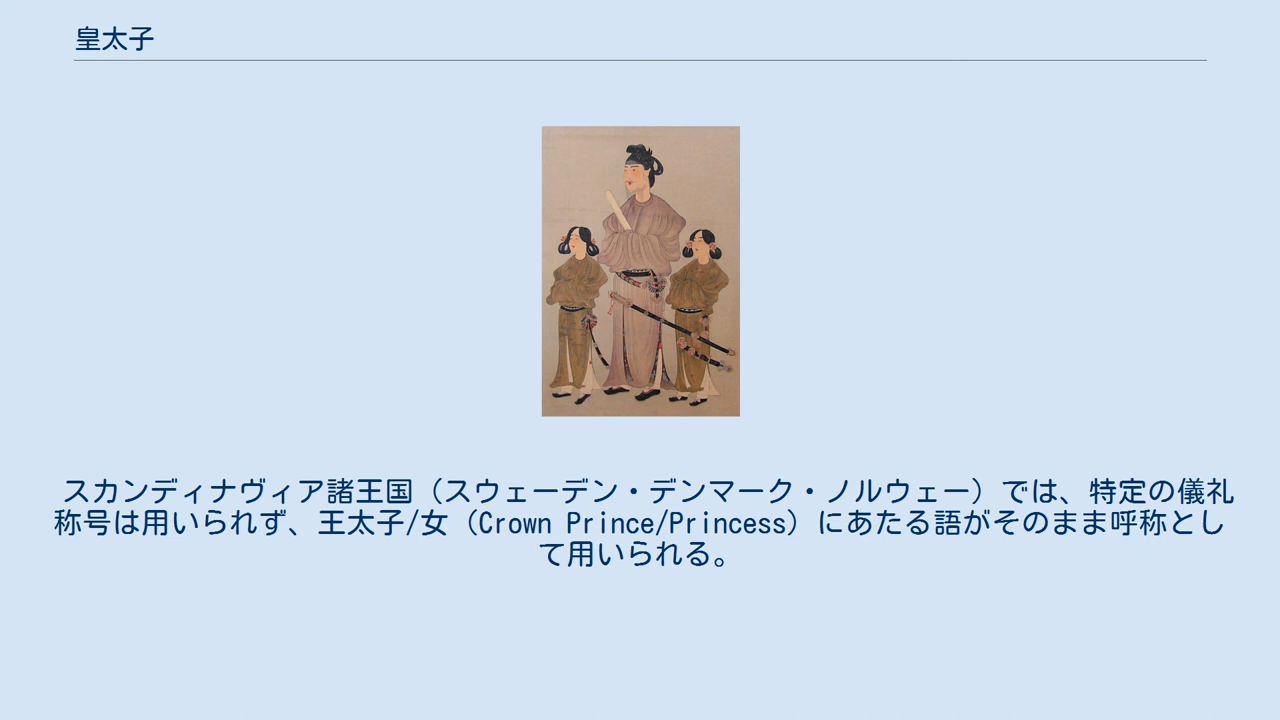 皇太子
スカンディナヴィア諸王国（スウェーデン・デンマーク・ノルウェー）では、特定の儀礼
称号は用いられず、王太子/女（Crown Prince/Princess）にあたる語がそのまま呼称とし
て用いられる。